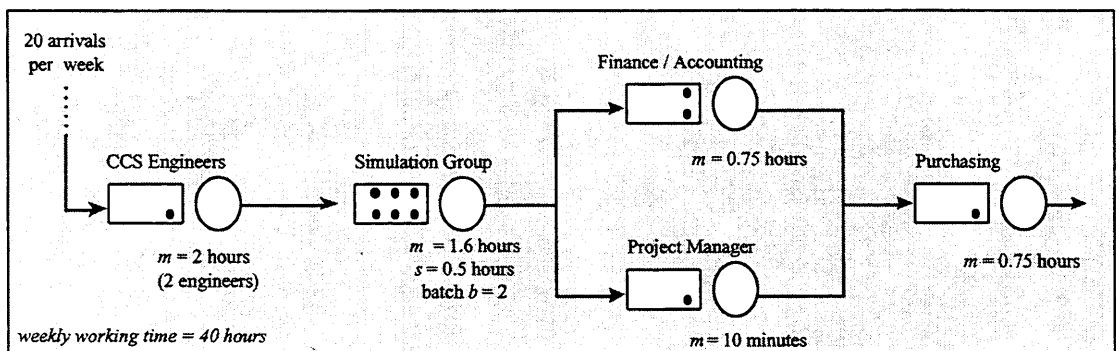 20 arrivals
per week
CCS Engineers
m = 2 hours
(2 engineers)
Simulation Group
m = 1.6 hours
s = 0.5 hours
batch b = 2
Finance / Accounting
m = 0.75 hours
Project Manager
m = 10 minutes
Purchasing
m = 0.75 hours
weekly working time = 40 hours